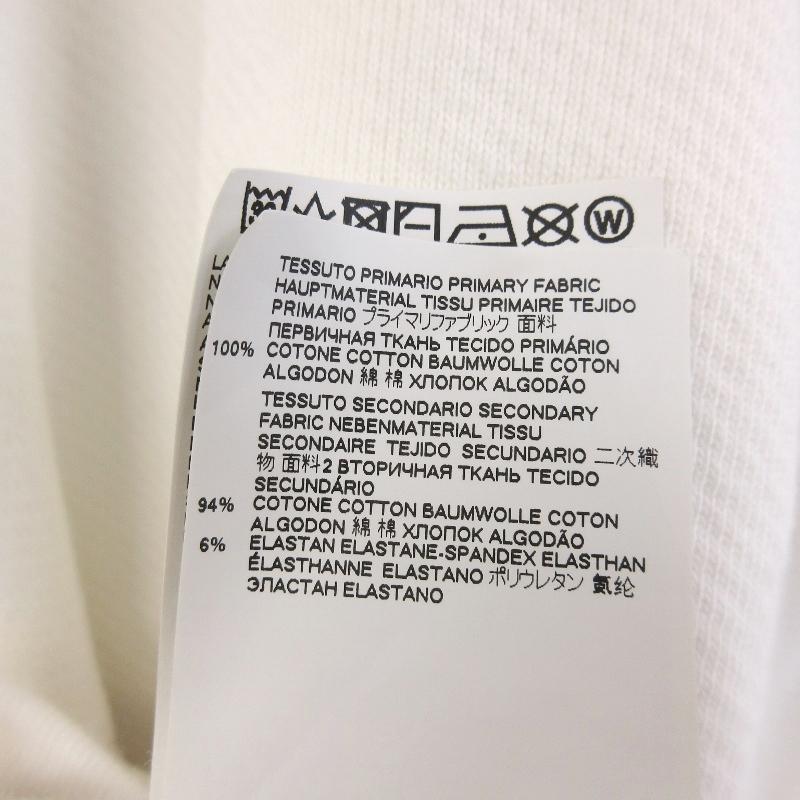 W
TESSUTO PRIMARIO PRIMARY FABRIC
HAUPTMATERIAL TISSU PRIMAIRE TEJIDO
PRIMARIO プライマリファブリック 面料
ПЕРВИЧНАЯ ТКАНЬ TECIDO PRIMÁRIO
100% COTONE COTTON BAUMWOLLE COTON
ALGODON 綿 棉 ХЛОПОК ALGODÃO
TESSUTO SECONDARIO SECONDARY
FABRIC NEBENMATERIAL TISSU
SECONDAIRE TEJIDO SECUNDARIO 二次織
物 面料2 ВТОРИЧНАЯ ТКАНЬ TECIDO
SECUNDÁRIO
94% COTONE COTTON BAUMWOLLE COTON
ALGODON 綿 棉 ХЛОПОК ALGODÃO
6% ELASTAN ELASTANE-SPANDEX ELASTHAN
ÉLASTHANNE ELASTANO ポリウレタン 氨纶
ЭЛАСТАН ELASTANO